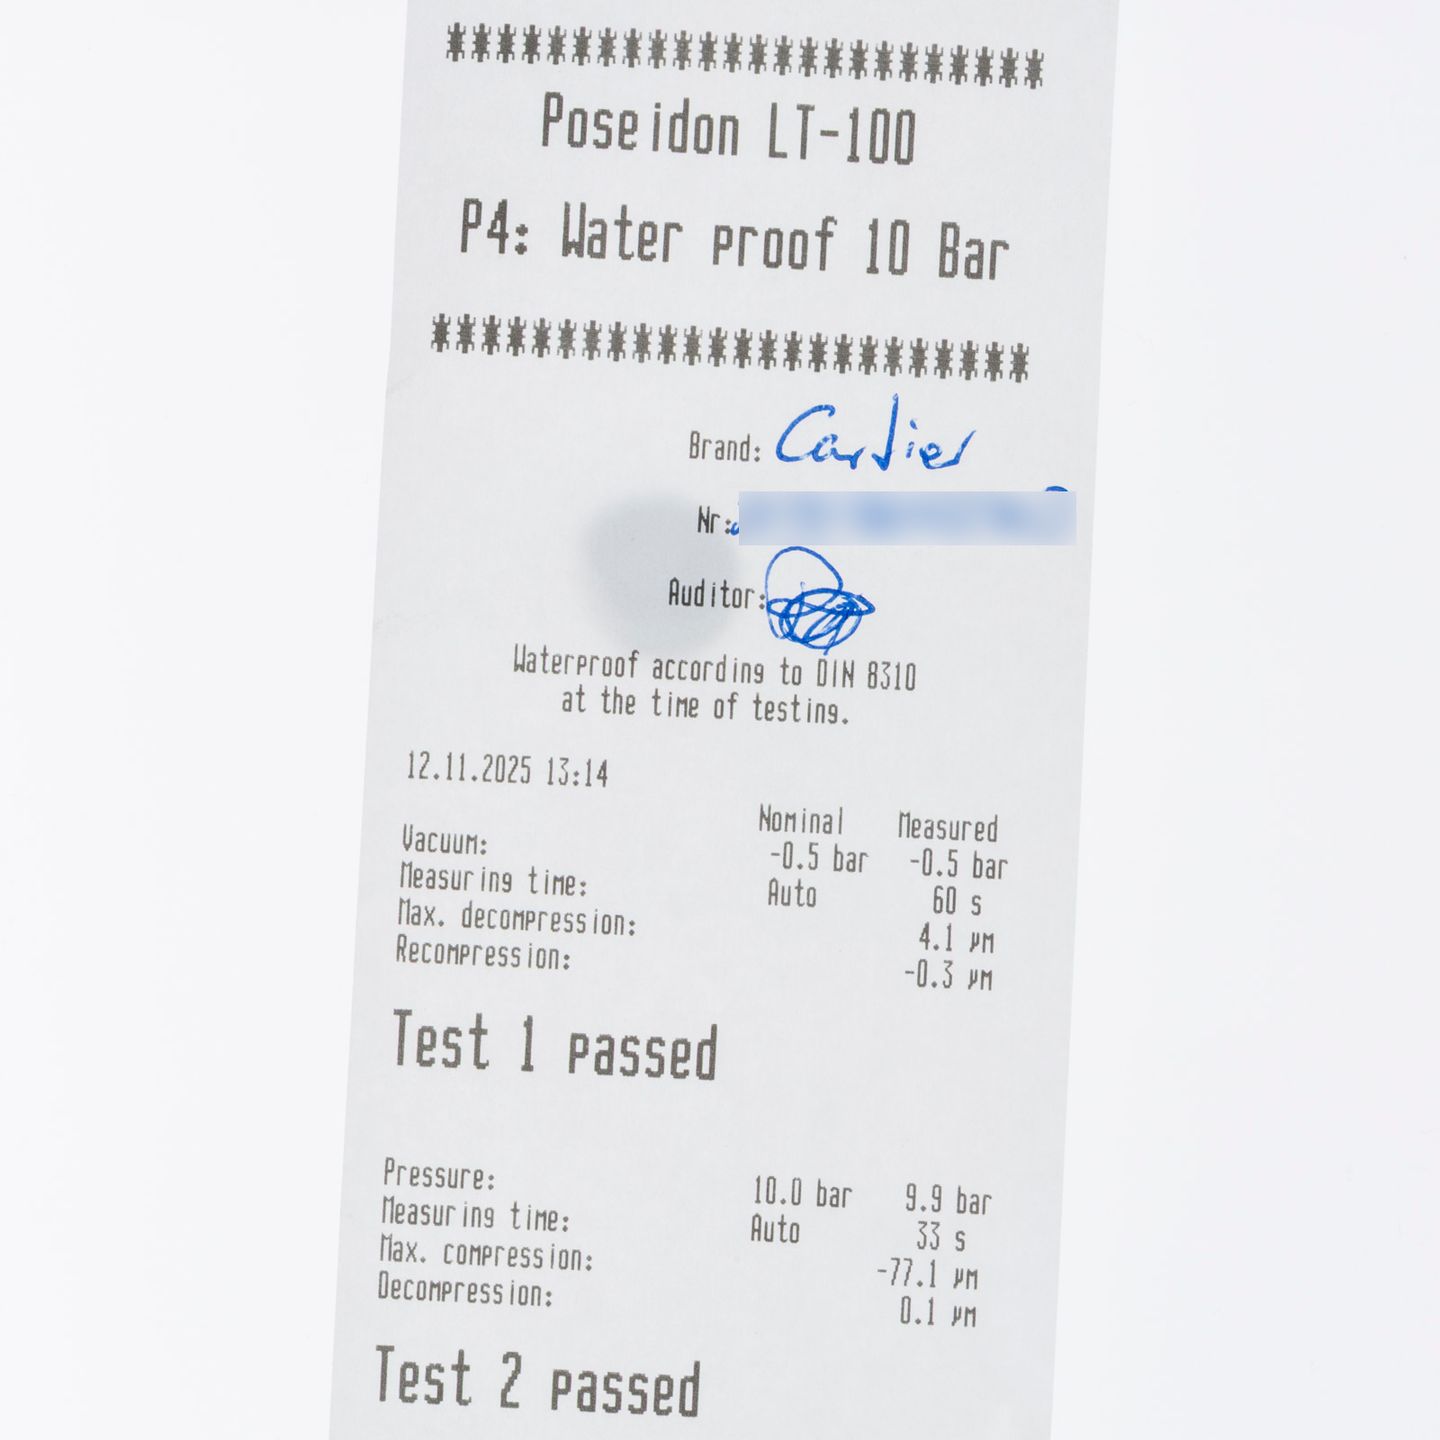 Poseidon LT-100
P4: Water proof 10 Bar
Brand: Cartier
Nr:
Auditor:
Waterproof according to DIN 8310
at the time of testing.
12.11.2025 13:14
Nominal Measured
Vacuum: -0.5 bar -0.5 bar
Measuring time: Auto 60 s
Max. decompression: 4.1 µm
Recompression: -0.3 µm
Test 1 passed
Pressure: 10.0 bar 9.9 bar
Measuring time: Auto 33 s
Max. compression: -77.1 µm
Decompression: 0.1 µm
Test 2 passed